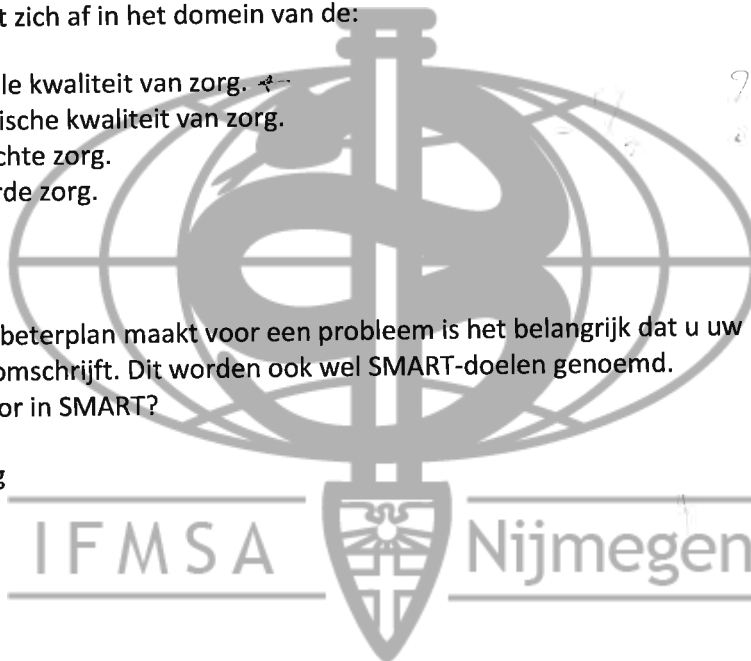 t zich af in het domein van de:
le kwaliteit van zorg.
ische kwaliteit van zorg.
chte zorg.
rde zorg.
beterplan maakt voor een probleem is het belangrijk dat u uw
omschrijft. Dit worden ook wel SMART-doelen genoemd.
or in SMART?
g
IFMSA Nijmegen